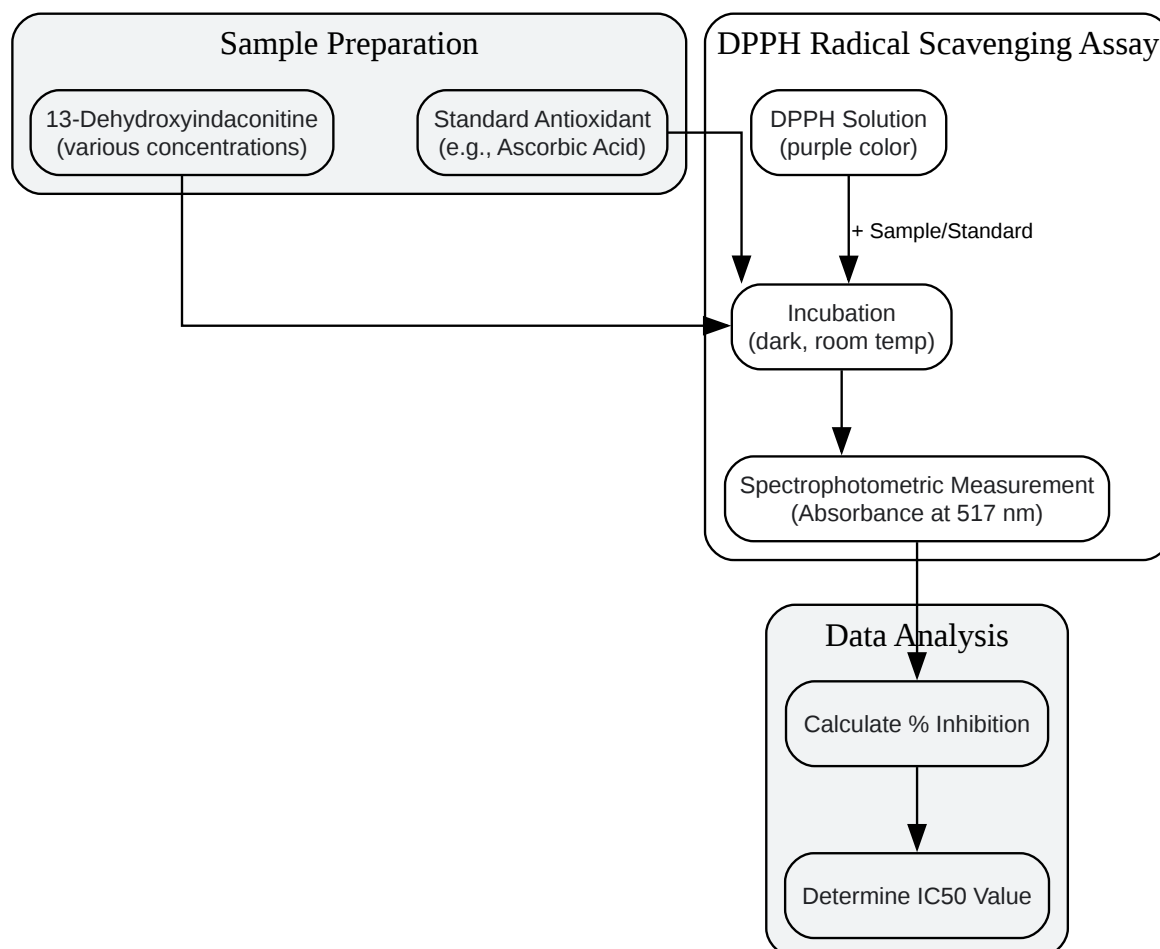 Sample Preparation
13-Dehydroxyindaconitine
(various concentrations)
Standard Antioxidant
(e.g., Ascorbic Acid)
DPPH Radical Scavenging Assay
DPPH Solution
(purple color)
+ Sample/Standard
Incubation
(dark, room temp)
Spectrophotometric Measurement
(Absorbance at 517 nm)
Data Analysis
Calculate % Inhibition
Determine IC50 Value